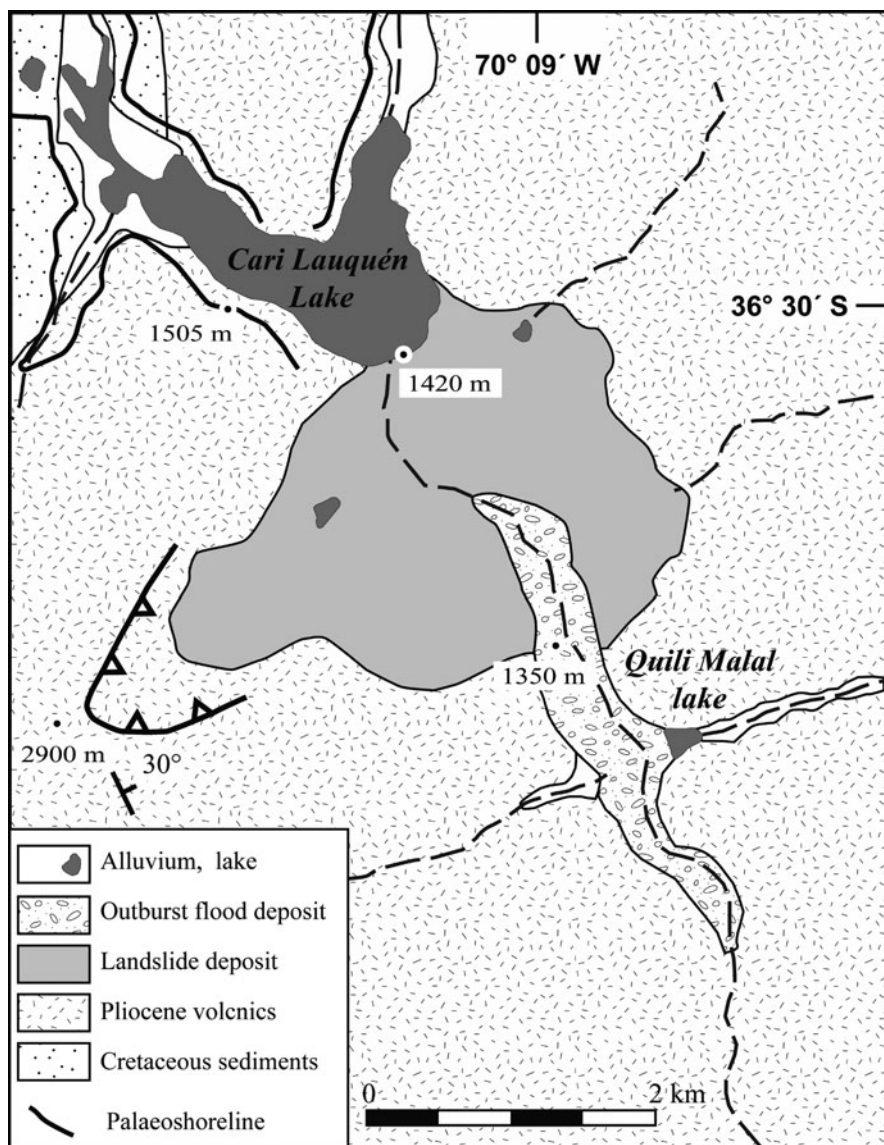 70° 09´ W
Cari Lauquén
Lake
36° 30´ S
1505 m
1420 m
Quili Malal
lake
1350 m
2900 m
30°
Alluvium, lake
Outburst flood deposit
Landslide deposit
Pliocene volcnics
Cretaceous sediments
Palaeoshoreline
0
2 km